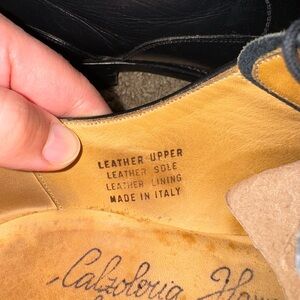 LEATHER UPPER
LEATHER SOLE
LEATHER LINING
MADE IN ITALY
Calzoleria